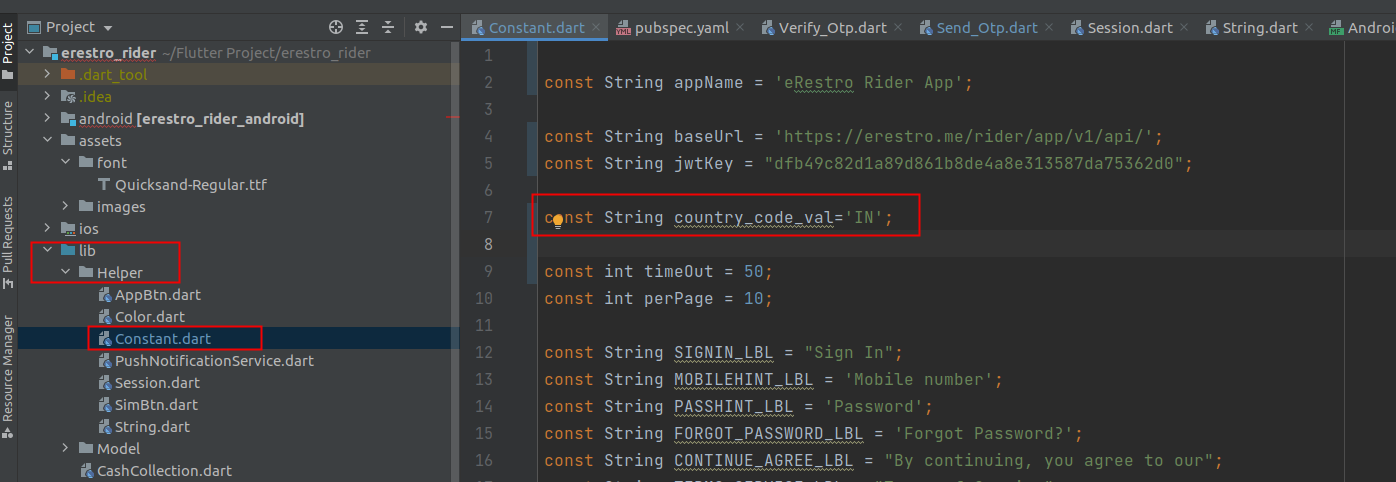 Project
Project
Structure
Pull Requests
Resource Manager
erestro_rider ~/Flutter Project/erestro_rider
.dart_tool
.idea
android [erestro_rider_android]
assets
font
Quicksand-Regular.ttf
images
ios
lib
Helper
AppBtn.dart
Color.dart
Constant.dart
PushNotificationService.dart
Session.dart
SimBtn.dart
String.dart
Model
CashCollection.dart
Constant.dart YML pubspec.yaml Verify_Otp.dart Send_Otp.dart Session.dart String.dart MF Androi
1
2 const String appName = 'eRestro Rider App';
3
4 const String baseUrl = 'https://erestro.me/rider/app/v1/api/';
5 const String jwtKey = "dfb49c82d1a89d861b8de4a8e313587da75362d0";
6
7 const String country_code_val='IN';
8
9 const int timeOut = 50;
10 const int perPage = 10;
11
12 const String SIGNIN_LBL = "Sign In";
13 const String MOBILEHINT_LBL = 'Mobile number';
14 const String PASSHINT_LBL = 'Password';
15 const String FORGOT_PASSWORD_LBL = 'Forgot Password?';
16 const String CONTINUE_AGREE_LBL = "By continuing, you agree to our";